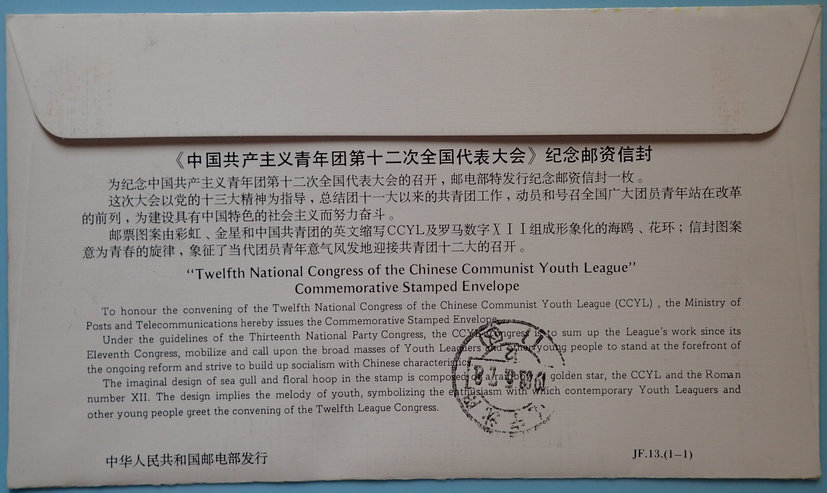 《中国共产主义青年团第十二次全国代表大会》纪念邮资信封
为纪念中国共产主义青年团第十二次全国代表大会的召开，邮电部特发行纪念邮资信封一枚。
这次大会以党的十三大精神为指导，总结团十一大以来的共青团工作，动员和号召全国广大团员青年站在改革
的前列，为建设具有中国特色的社会主义而努力奋斗。
邮票图案由彩虹、金星和中国共青团的英文缩写CCYL及罗马数字XII组成形象化的海鸥、花环；信封图案
意为青春的旋律，象征了当代团员青年意气风发地迎接共青团十二大的召开。
"Twelfth National Congress of the Chinese Communist Youth League"
Commemorative Stamped Envelope
To honour the convening of the Twelfth National Congress of the Chinese Communist Youth League (CCYL) , the Ministry of
Posts and Telecommunications hereby issues the Commemorative Stamped Envelope.
Under the guidelines of the Thirteenth National Party Congress, the CCYL Congress is to sum up the League's work since its
Eleventh Congress, mobilize and call upon the broad masses of Youth Leaguers and other young people to stand at the forefront of
the ongoing reform and strive to build up socialism with Chinese characteristics.
The imaginal design of sea gull and floral hoop in the stamp is composed of a rainbow, a golden star, the CCYL and the Roman
number XII. The design implies the melody of youth, symbolizing the enthusiasm with which contemporary Youth Leaguers and
other young people greet the convening of the Twelfth League Congress.
中华人民共和国邮电部发行
JF.13.(1-1)